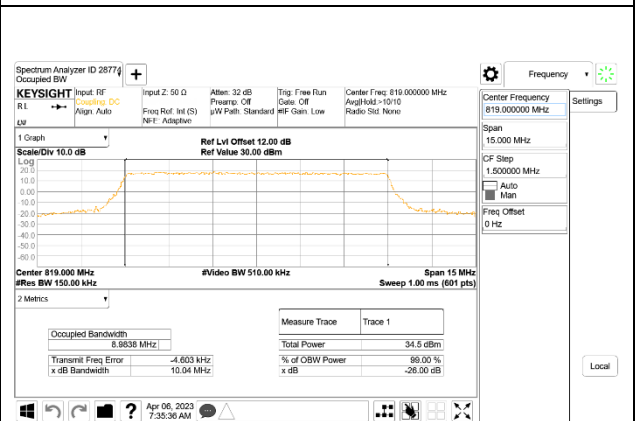 Spectrum Analyzer ID 28774
Occupied BW
Frequency
KEYSIGHT
Input: RF
Coupling: DC
Align: Auto
Input Z: 50 Ω
Freq Ref: Int (S)
NFE: Adaptive
Atten: 32 dB
Preamp: Off
µW Path: Standard
Trig: Free Run
Gate: Off
#IF Gain: Low
Center Freq: 819.000000 MHz
Avg|Hold:>10/10
Radio Std: None
R L
Center Frequency
819.000000 MHz
Settings
Span
15.000 MHz
CF Step
1.500000 MHz
Auto
Man
Freq Offset
0 Hz
1 Graph
Scale/Div 10.0 dB
Ref Lvl Offset 12.00 dB
Ref Value 30.00 dBm
Log
20.0
10.0
0.00
-10.0
-20.0
-30.0
-40.0
-50.0
-60.0
Center 819.000 MHz
#Res BW 150.00 kHz
#Video BW 510.00 kHz
Span 15 MHz
Sweep 1.00 ms (601 pts)
2 Metrics
Measure Trace Trace 1
Occupied Bandwidth
8.9838 MHz
Total Power 34.5 dBm
Transmit Freq Error -4.603 kHz
% of OBW Power 99.00 %
x dB Bandwidth 10.04 MHz
x dB -26.00 dB
Local
Apr 06, 2023
7:35:36 AM